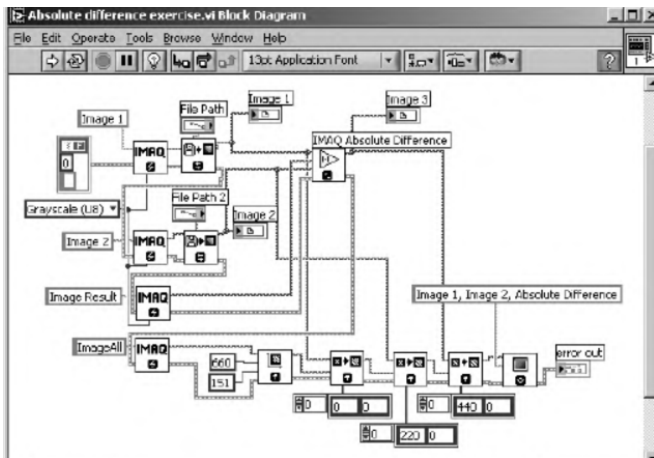 Absolute difference exercise.vi Block Diagram
File Edit Operate Tools Browse Window Help
13pt Application Font
Image 1
Image 3
File Path
Image 1
IMAQ
IMAQ Absolute Difference
0
File Path 2
Grayscale (U8)
Image 2
Image 2
IMAQ
Image Result
IMAQ
Image 1, Image 2, Absolute Difference
ImageAll
IMAQ
error out
660
151
0
0 0
0
440 0
0
220 0